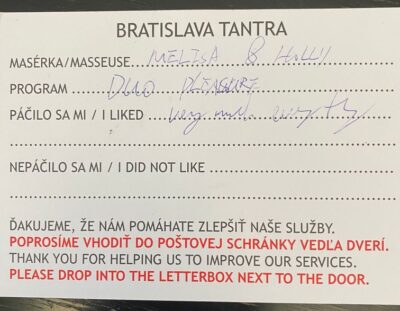 BRATISLAVA TANTRA
MASÉRKA/MASSEUSE MELISA & HOLLY
PROGRAM DUO PLEASURE
PÁČILO SA MI / I LIKED very
NEPÁČILO SA MI / I DID NOT LIKE
ĎAKUJEME, ŽE NÁM POMÁHATE ZLEPŠIŤ NAŠE SLUŽBY.
POPROSÍME VHODIŤ DO POŠTOVEJ SCHRÁNKY VEDĽA DVERÍ.
THANK YOU FOR HELPING US TO IMPROVE OUR SERVICES.
PLEASE DROP INTO THE LETTERBOX NEXT TO THE DOOR.